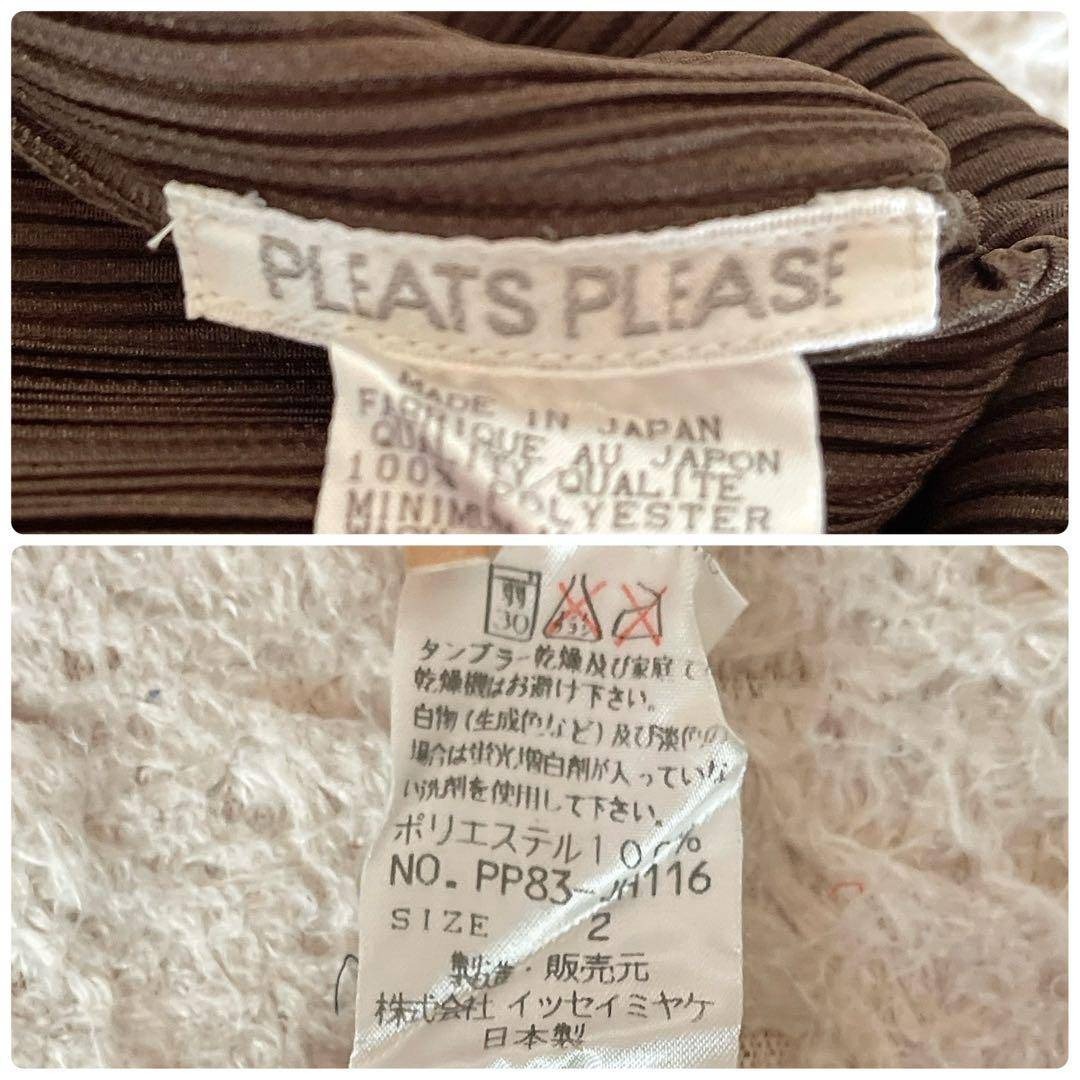 PLEATS PLEASE
MADE IN JAPAN
FABRIQUE AU JAPON
QUALITY QUALITE
100% POLYESTER
30
タンブラー乾燥及び家庭
乾燥機はお避け下さい。
白物(生成色など)及び淡色の
場合は蛍光増白剤が入っていな
い洗剤を使用して下さい。
ポリエステル100%
NO. PP83-JH116
SIZE 2
製造・販売元
株式会社 イッセイミヤケ
日本製